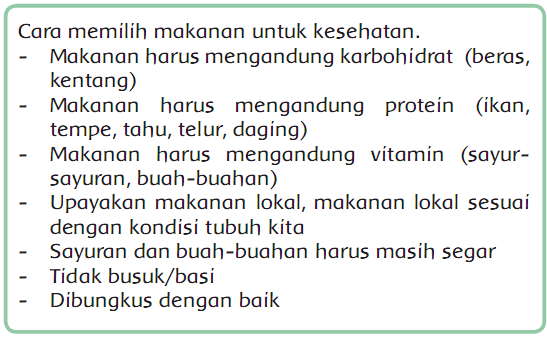 Cara memilih makanan untuk kesehatan.
- Makanan harus mengandung karbohidrat (beras,
kentang)
- Makanan harus mengandung protein (ikan,
tempe, tahu, telur, daging)
- Makanan harus mengandung vitamin (sayur-
sayuran, buah-buahan)
- Upayakan makanan lokal, makanan lokal sesuai
dengan kondisi tubuh kita
- Sayuran dan buah-buahan harus masih segar
- Tidak busuk/basi
- Dibungkus dengan baik